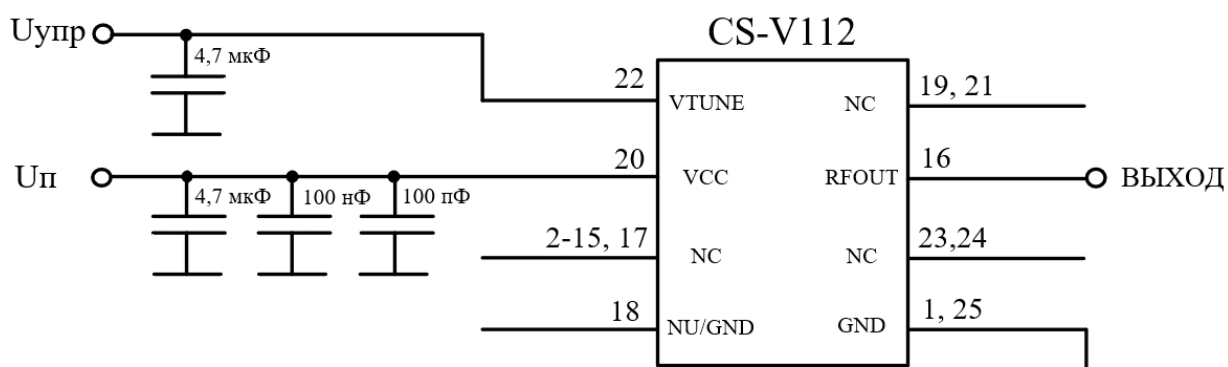 Uупр
4,7 мкФ
CS-V112
22
VTUNE
NC
19, 21
Uп
4,7 мкФ
100 нФ
100 пФ
20
VCC
RFOUT
16
ВЫХОД
2-15, 17
NC
NC
23,24
18
NU/GND
GND
1, 25